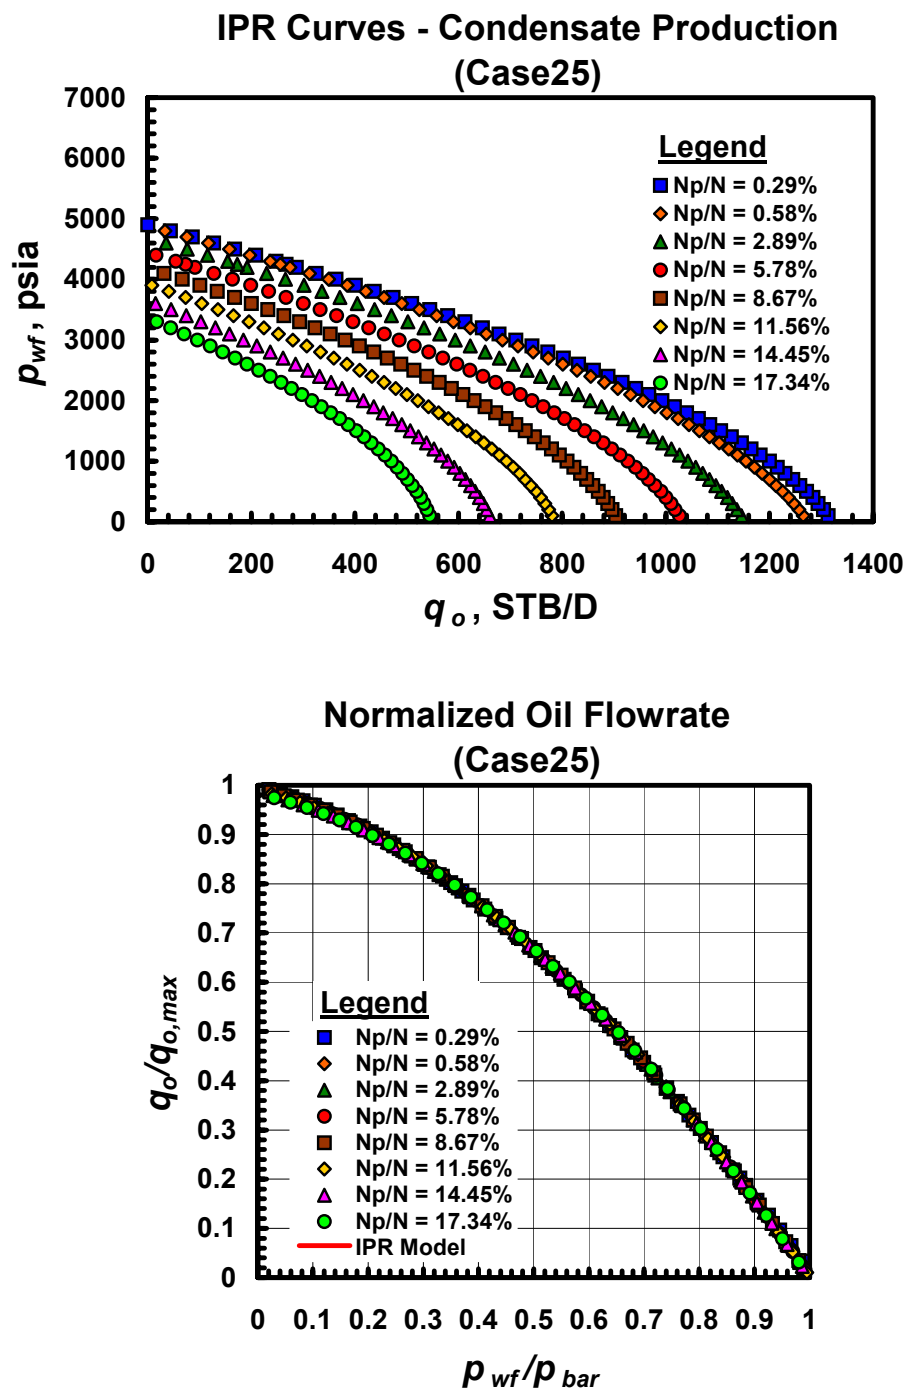 IPR Curves - Condensate Production
(Case25)
7000
6000
5000
4000
3000
2000
1000
0
p wf , psia
Legend
Np/N = 0.29%
Np/N = 0.58%
Np/N = 2.89%
Np/N = 5.78%
Np/N = 8.67%
Np/N = 11.56%
Np/N = 14.45%
Np/N = 17.34%
0 200 400 600 800 1000 1200 1400
q o , STB/D
Normalized Oil Flowrate
(Case25)
1
0.9
0.8
0.7
0.6
0.5
0.4
0.3
0.2
0.1
0
qo/qo,max
Legend
Np/N = 0.29%
Np/N = 0.58%
Np/N = 2.89%
Np/N = 5.78%
Np/N = 8.67%
Np/N = 11.56%
Np/N = 14.45%
Np/N = 17.34%
IPR Model
0 0.1 0.2 0.3 0.4 0.5 0.6 0.7 0.8 0.9 1
p wf /p bar